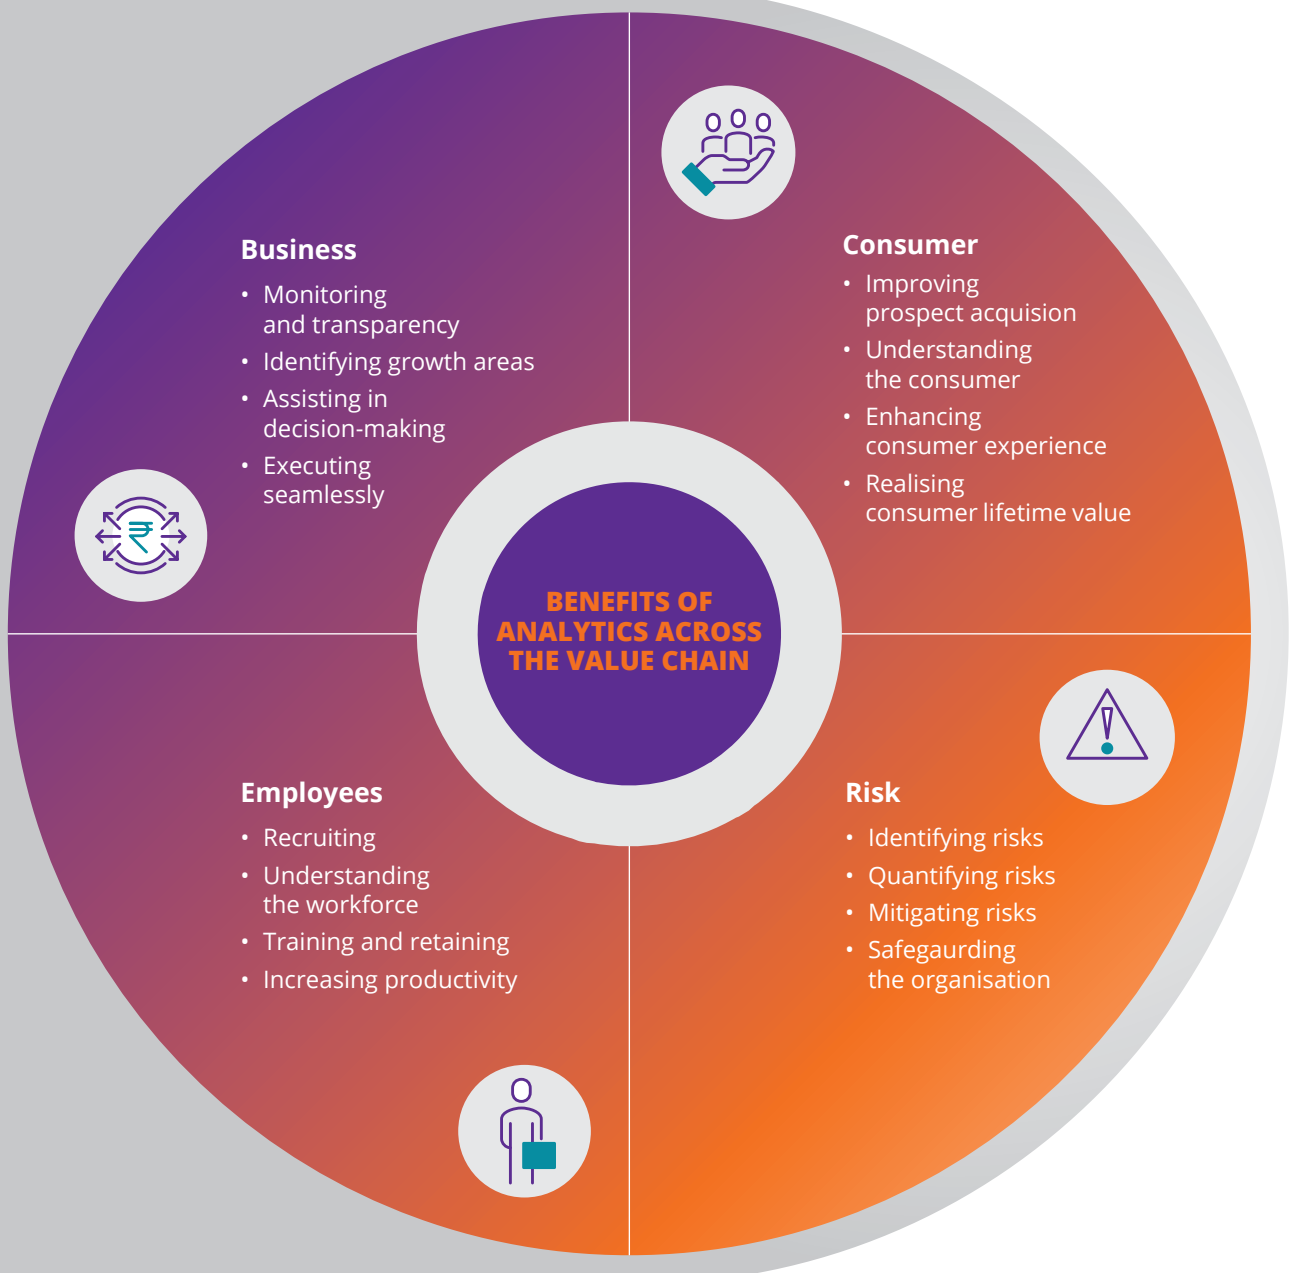 Business
• Monitoring
and transparency
• Identifying growth areas
• Assisting in
decision-making
• Executing
seamlessly
₹
Consumer
• Improving
prospect acquision
• Understanding
the consumer
• Enhancing
consumer experience
• Realising
consumer lifetime value
BENEFITS OF
ANALYTICS ACROSS
THE VALUE CHAIN
Employees
• Recruiting
• Understanding
the workforce
• Training and retaining
• Increasing productivity
Risk
• Identifying risks
• Quantifying risks
• Mitigating risks
• Safegaurding
the organisation